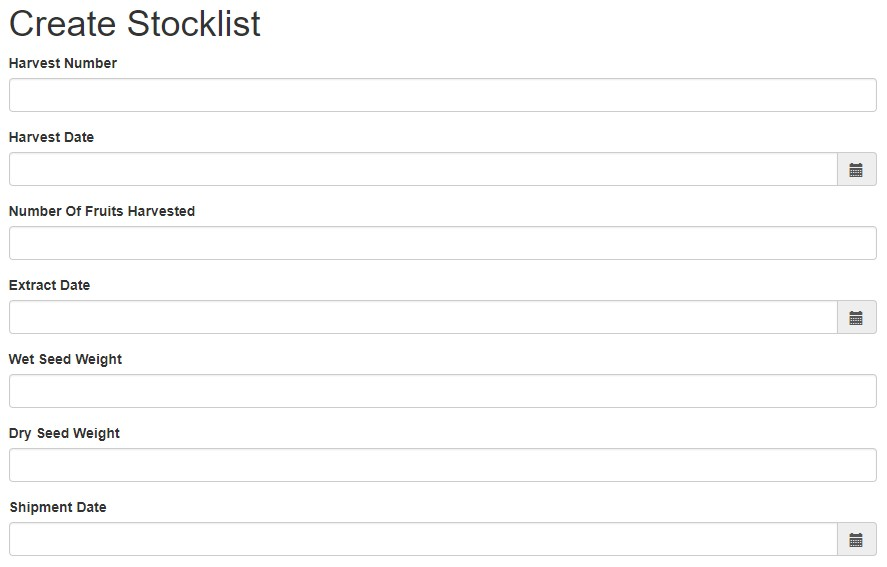 Create Stocklist
Harvest Number
Harvest Date
Number Of Fruits Harvested
Extract Date
Wet Seed Weight
Dry Seed Weight
Shipment Date